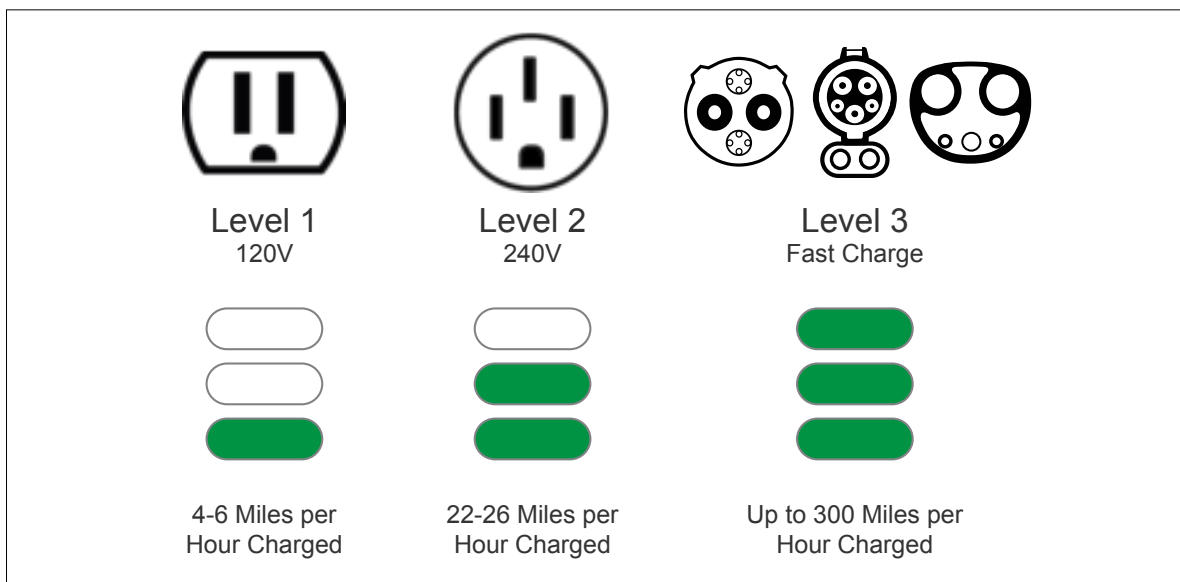 Level 1
120V
Level 2
240V
Level 3
Fast Charge
4-6 Miles per
Hour Charged
22-26 Miles per
Hour Charged
Up to 300 Miles per
Hour Charged